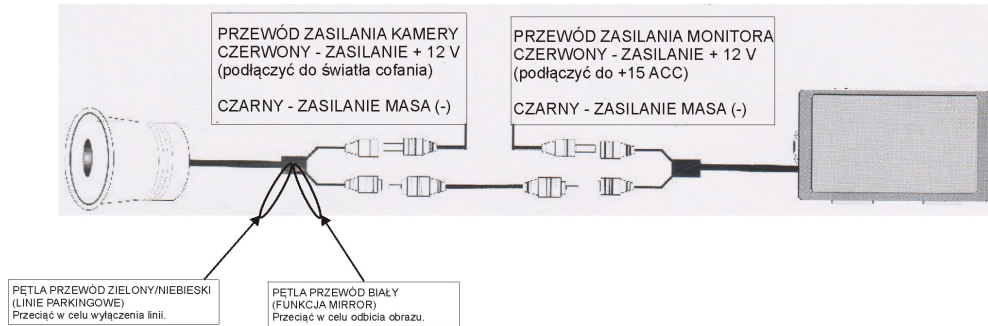 PRZEWÓD ZASILANIA KAMERY
CZERWONY - ZASILANIE + 12 V
(podłączyć do światła cofania)
CZARNY - ZASILANIE MASA (-)
PRZEWÓD ZASILANIA MONITORA
CZERWONY - ZASILANIE + 12 V
(podłączyć do +15 ACC)
CZARNY - ZASILANIE MASA (-)
PĘTLA PRZEWÓD ZIELONY/NIEBIESKI
(LINIE PARKINGOWE)
Przeciąć w celu wyłączenia linii.
PĘTLA PRZEWÓD BIAŁY
(FUNKCJA MIRROR)
Przeciąć w celu odbicia obrazu.